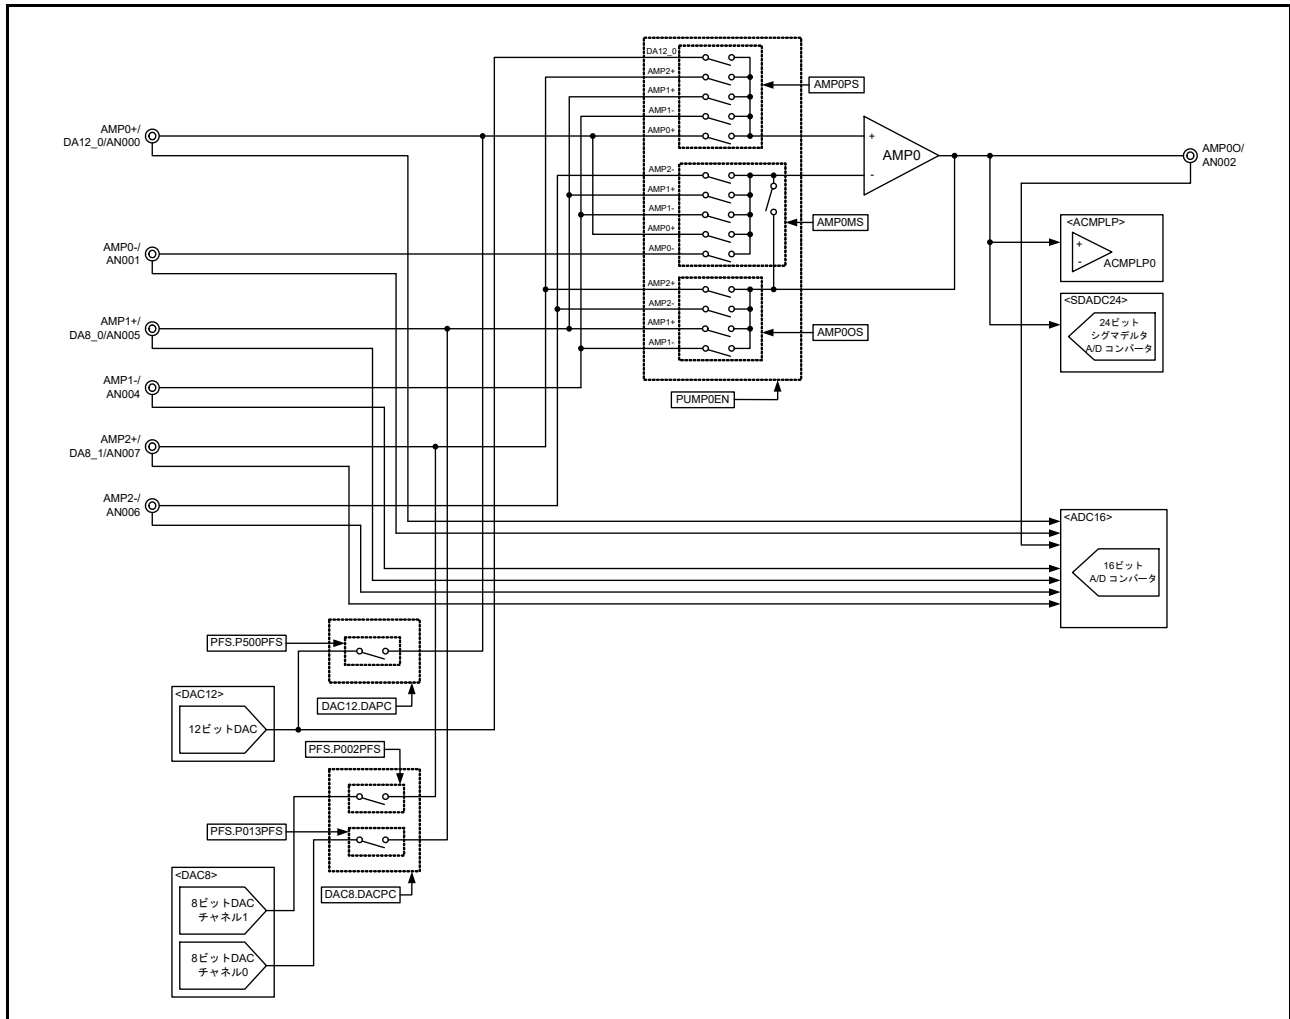 DA12_0
AMP2+
AMP1+
AMP1-
AMP0+
AMP0PS
AMP0+/
DA12_0/AN000
+
-
AMP0
AMP0O/
AN002
AMP2-
AMP1+
AMP1-
AMP0+
AMP0-
AMP0MS
AMP0-/
AN001
<ACMPLP>
+
-
ACMPLP0
AMP2+
AMP2-
AMP1+
AMP1-
AMP0OS
<SDADC24>
24ビット
シグマデルタ
A/D コンバータ
AMP1+/
DA8_0/AN005
PUMP0EN
AMP1-/
AN004
AMP2+/
DA8_1/AN007
AMP2-/
AN006
<ADC16>
16ビット
A/D コンバータ
PFS.P500PFS
DAC12.DAPC
<DAC12>
12ビットDAC
PFS.P002PFS
PFS.P013PFS
DAC8.DACPC
<DAC8>
8ビットDAC
チャネル1
8ビットDAC
チャネル0